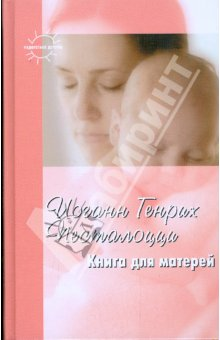 Иоганн Генрих
Песталоцци
Книга для матерей
Лабиринт